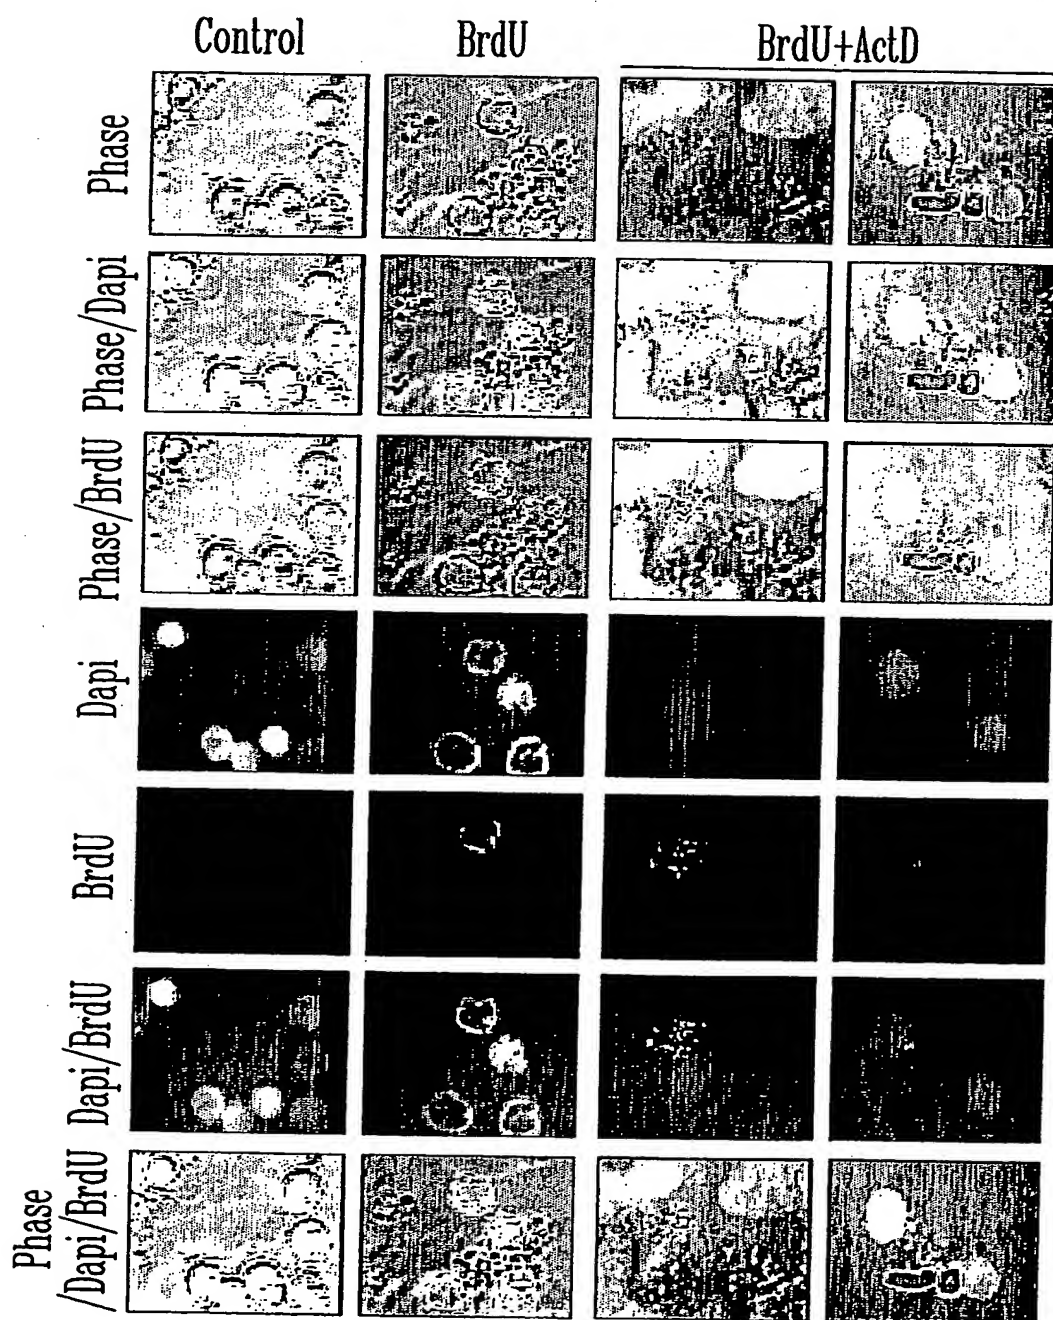 Control
BrdU
BrdU+ActD
Phase
Phase/Dapi
Phase/BrdU
Dapi
BrdU
Dapi/BrdU
Phase
/Dapi/BrdU